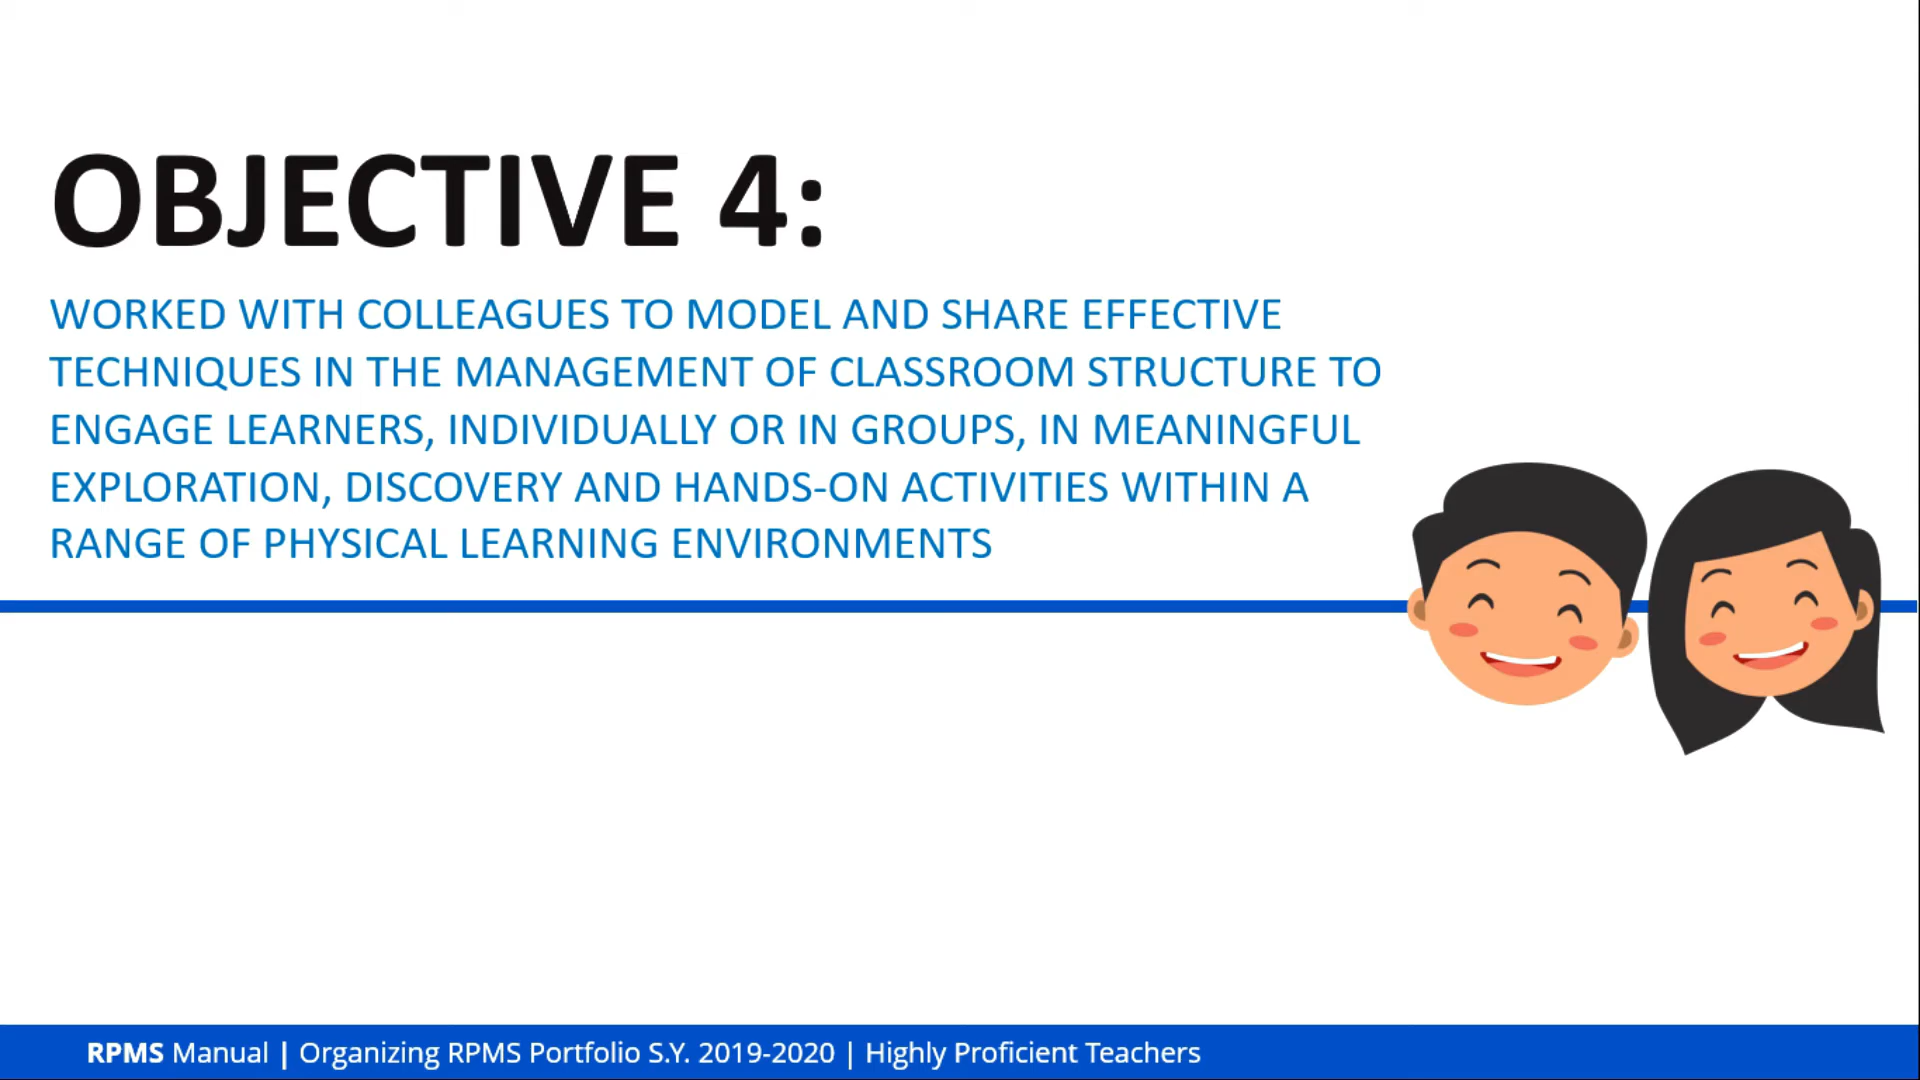 OBJECTIVE 4:
WORKED WITH COLLEAGUES TO MODEL AND SHARE EFFECTIVE
TECHNIQUES IN THE MANAGEMENT OF CLASSROOM STRUCTURE TO
ENGAGE LEARNERS, INDIVIDUALLY OR IN GROUPS, IN MEANINGFUL
EXPLORATION, DISCOVERY AND HANDS-ON ACTIVITIES WITHIN A
RANGE OF PHYSICAL LEARNING ENVIRONMENTS
RPMS Manual | Organizing RPMS Portfolio S.Y. 2019-2020 | Highly Proficient Teachers